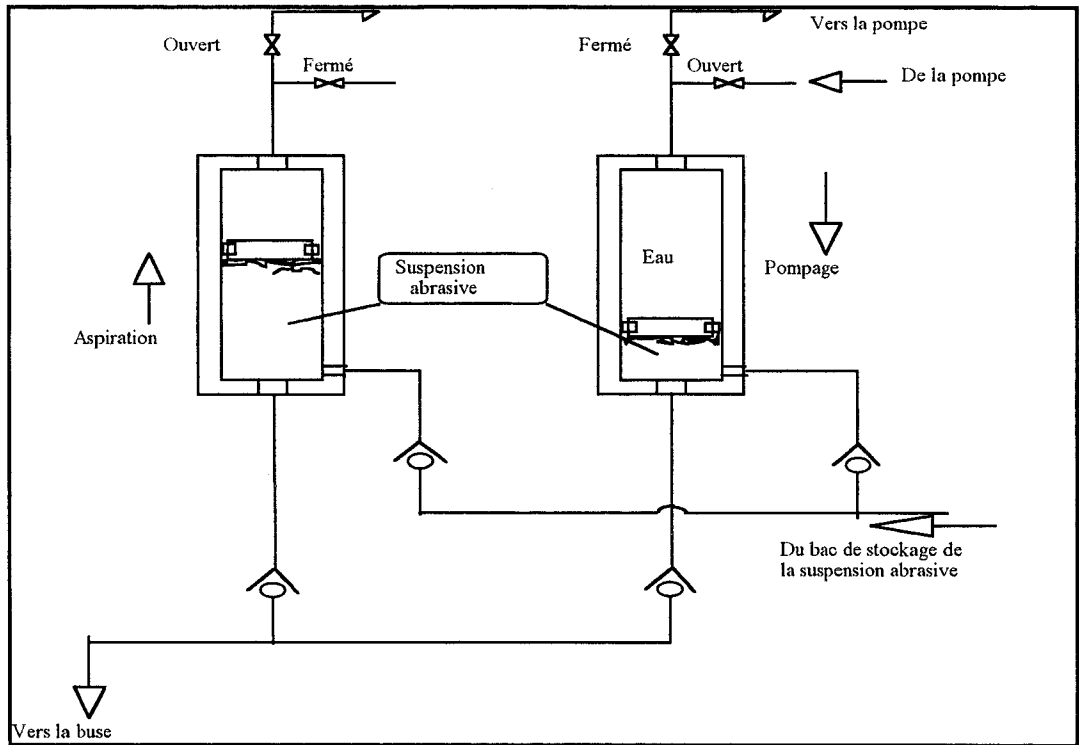 Ouvert
Fermé
Fermé
Vers la pompe
Ouvert
De la pompe
Suspension
abrasive
Eau
Pompage
Aspiration
Du bac de stockage de
la suspension abrasive
Vers la buse